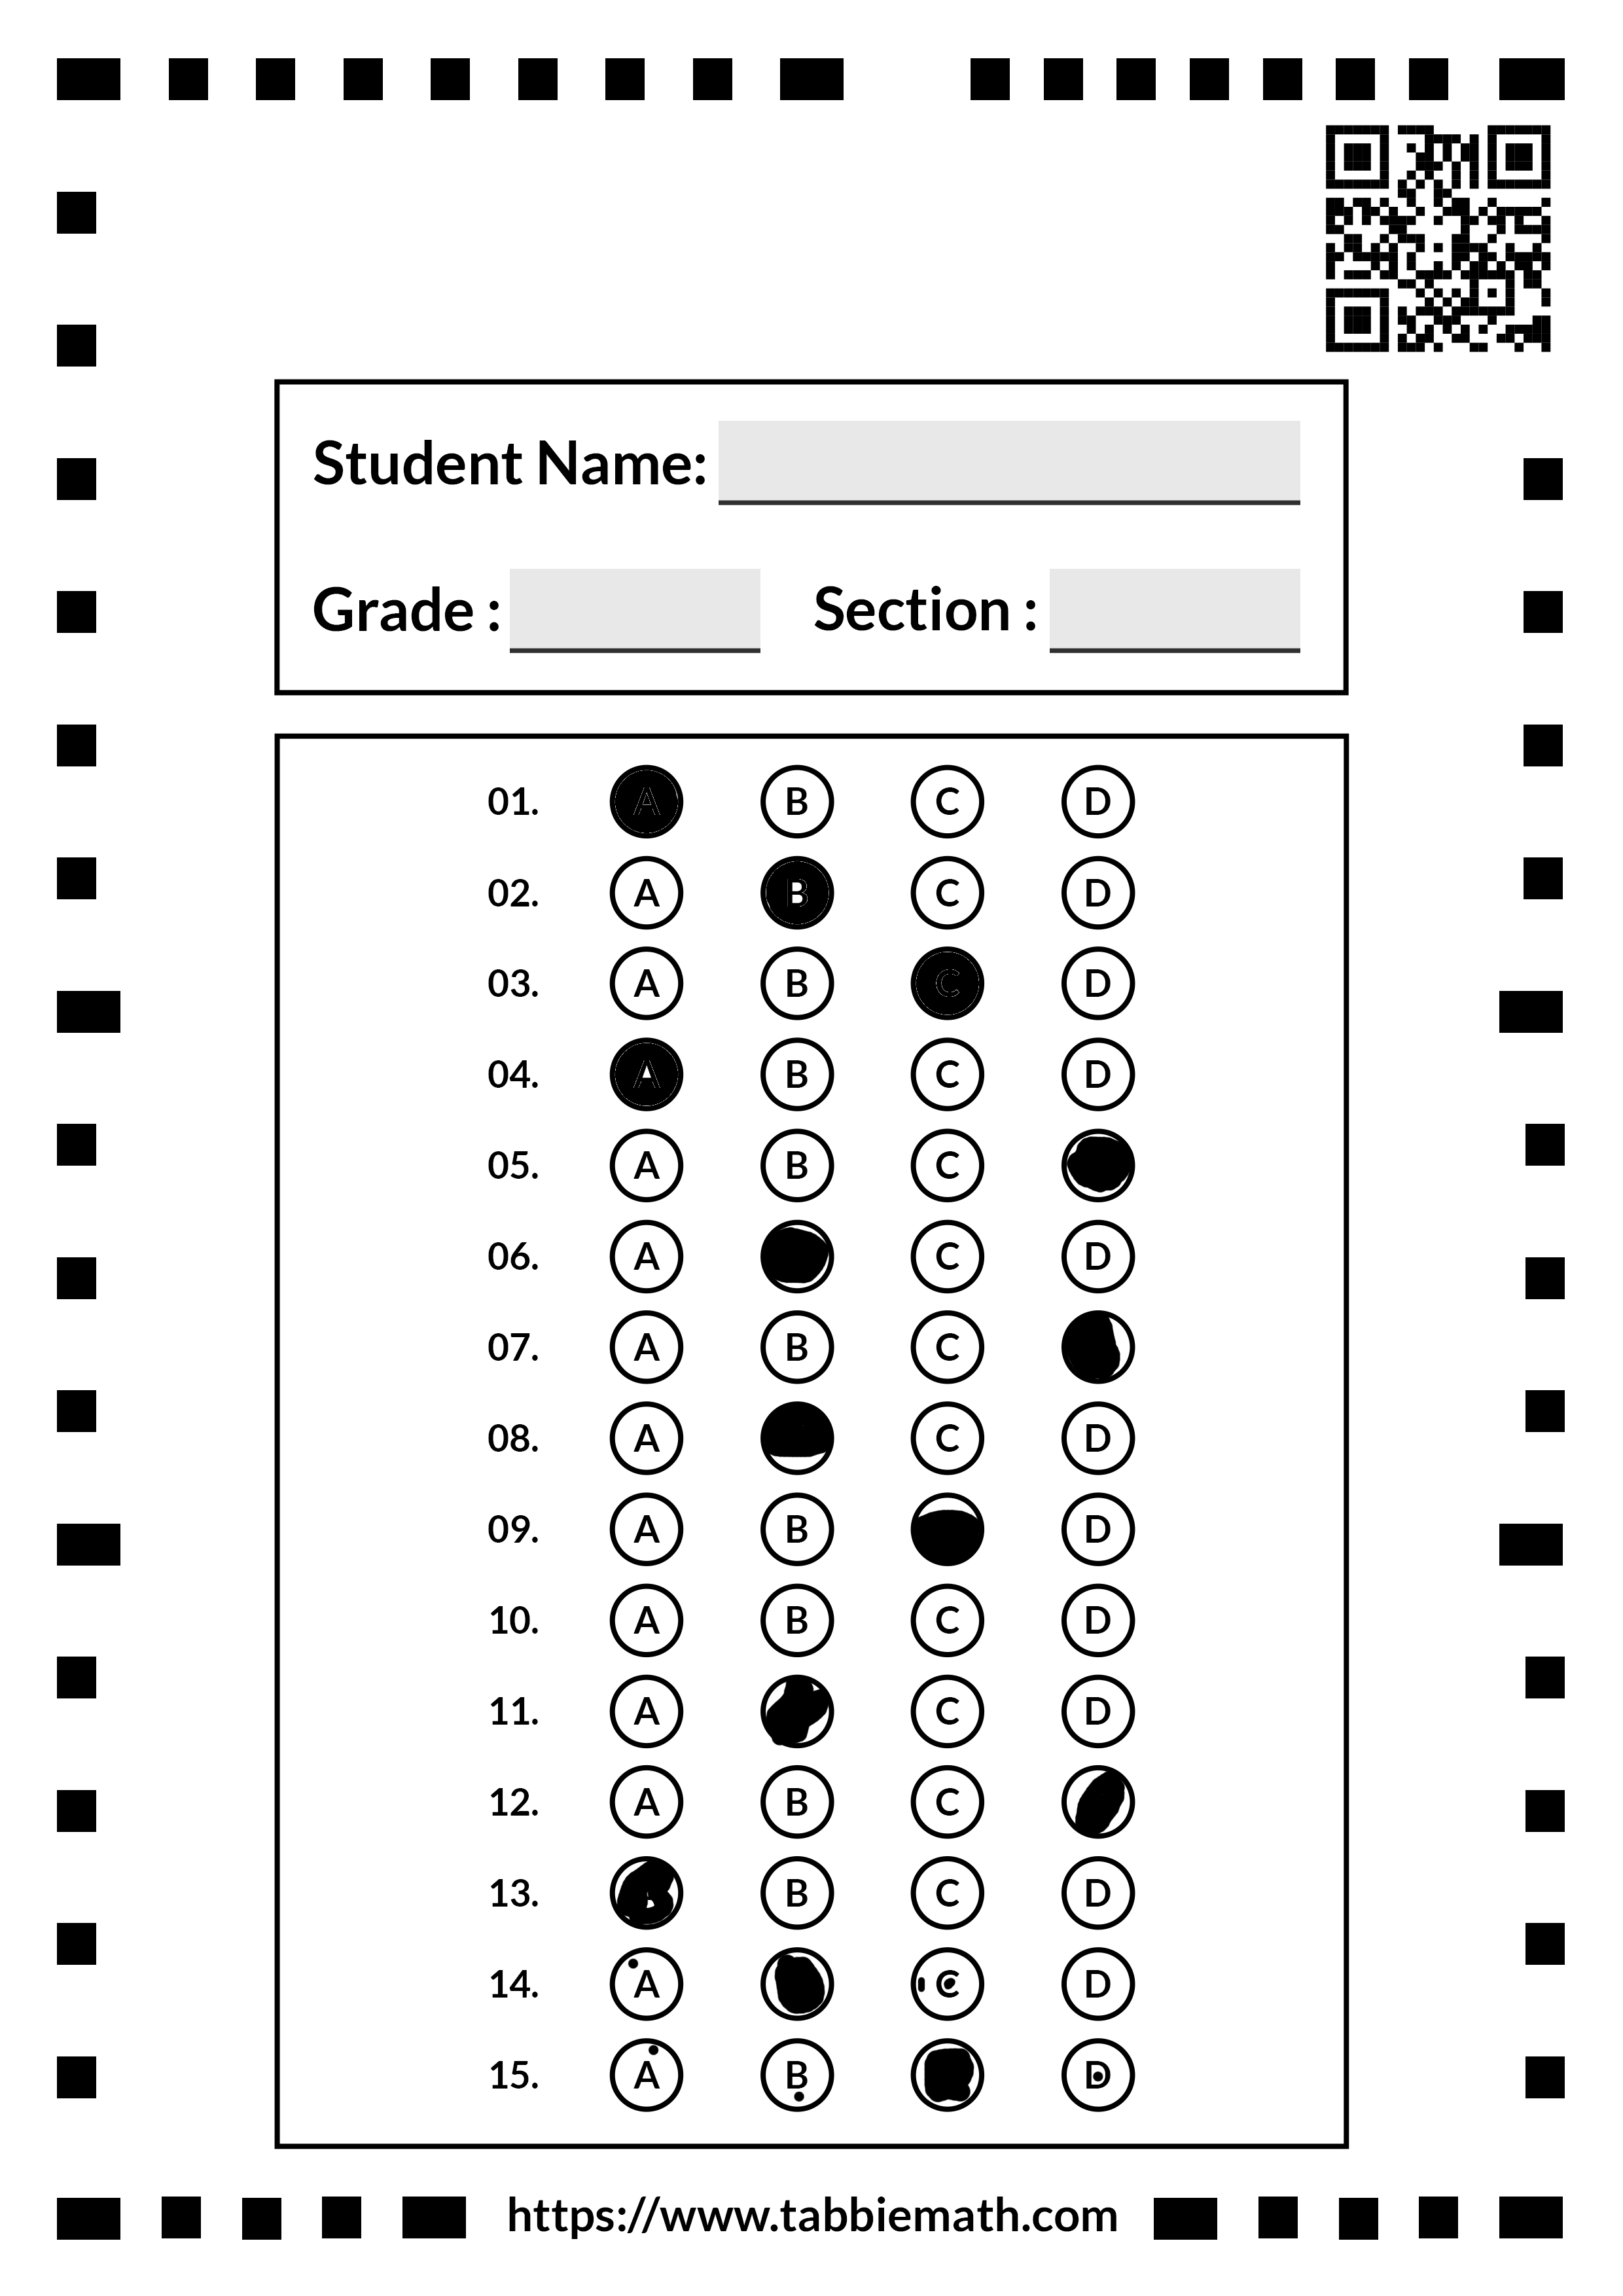 Student Name:
Grade : Section :
01. A B C D
02. A B C D
03. A B C D
04. A B C D
05. A B C
06. A C D
07. A B C
08. A C D
09. A B D
10. A B C D
11. A C D
12. A B C
13. B C D
14. A C D
15. A B D
https://www.tabbiemath.com